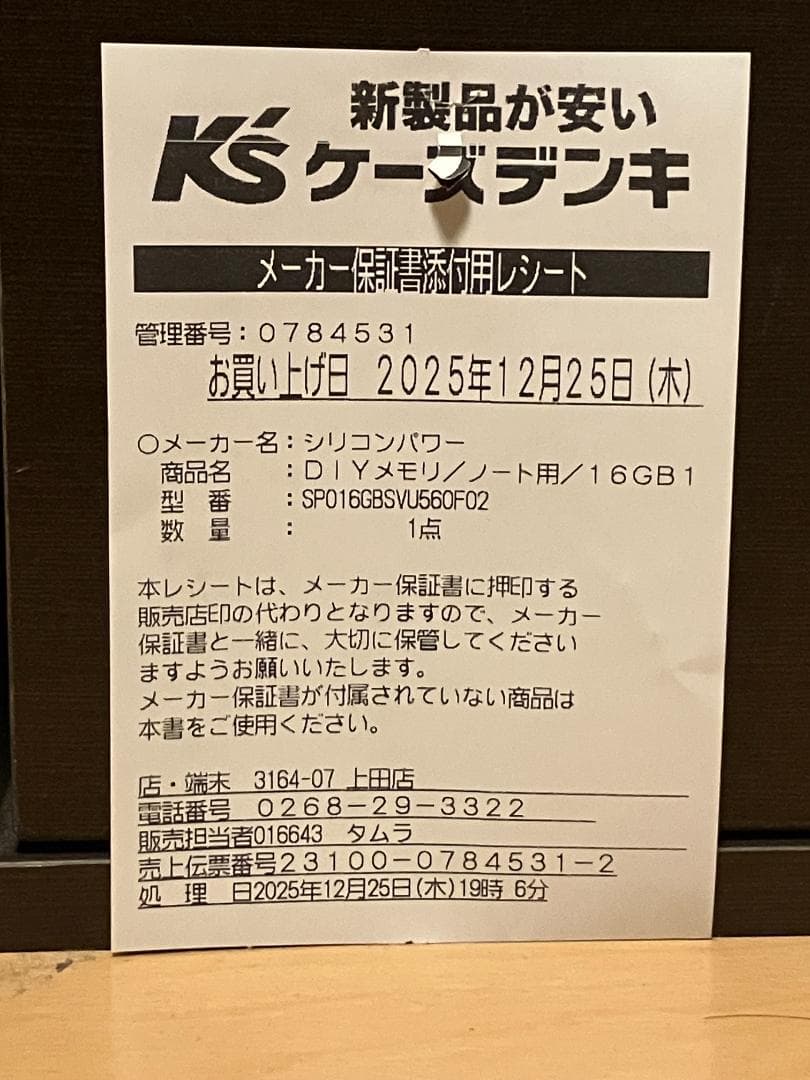 新製品が安い
K's ケーズデンキ
メーカー保証書添付用レシート
管理番号：０７８４５３１
お買い上げ日　２０２５年１２月２５日（木）
○メーカー名：シリコンパワー
商品名　：ＤＩＹメモリ／ノート用／１６ＧＢ１
型　番　：SP016GBSVU560F02
数　量　：　1点
本レシートは、メーカー保証書に押印する
販売店印の代わりとなりますので、メーカー
保証書と一緒に、大切に保管してください
ますようお願いいたします。
メーカー保証書が付属されていない商品は
本書をご使用ください。
店・端末　3164-07 上田店
電話番号　０２６８－２９－３３２２
販売担当者016643　タムラ
売上伝票番号２３１００－０７８４５３１－２
処　理　日2025年12月25日(木)19時 6分